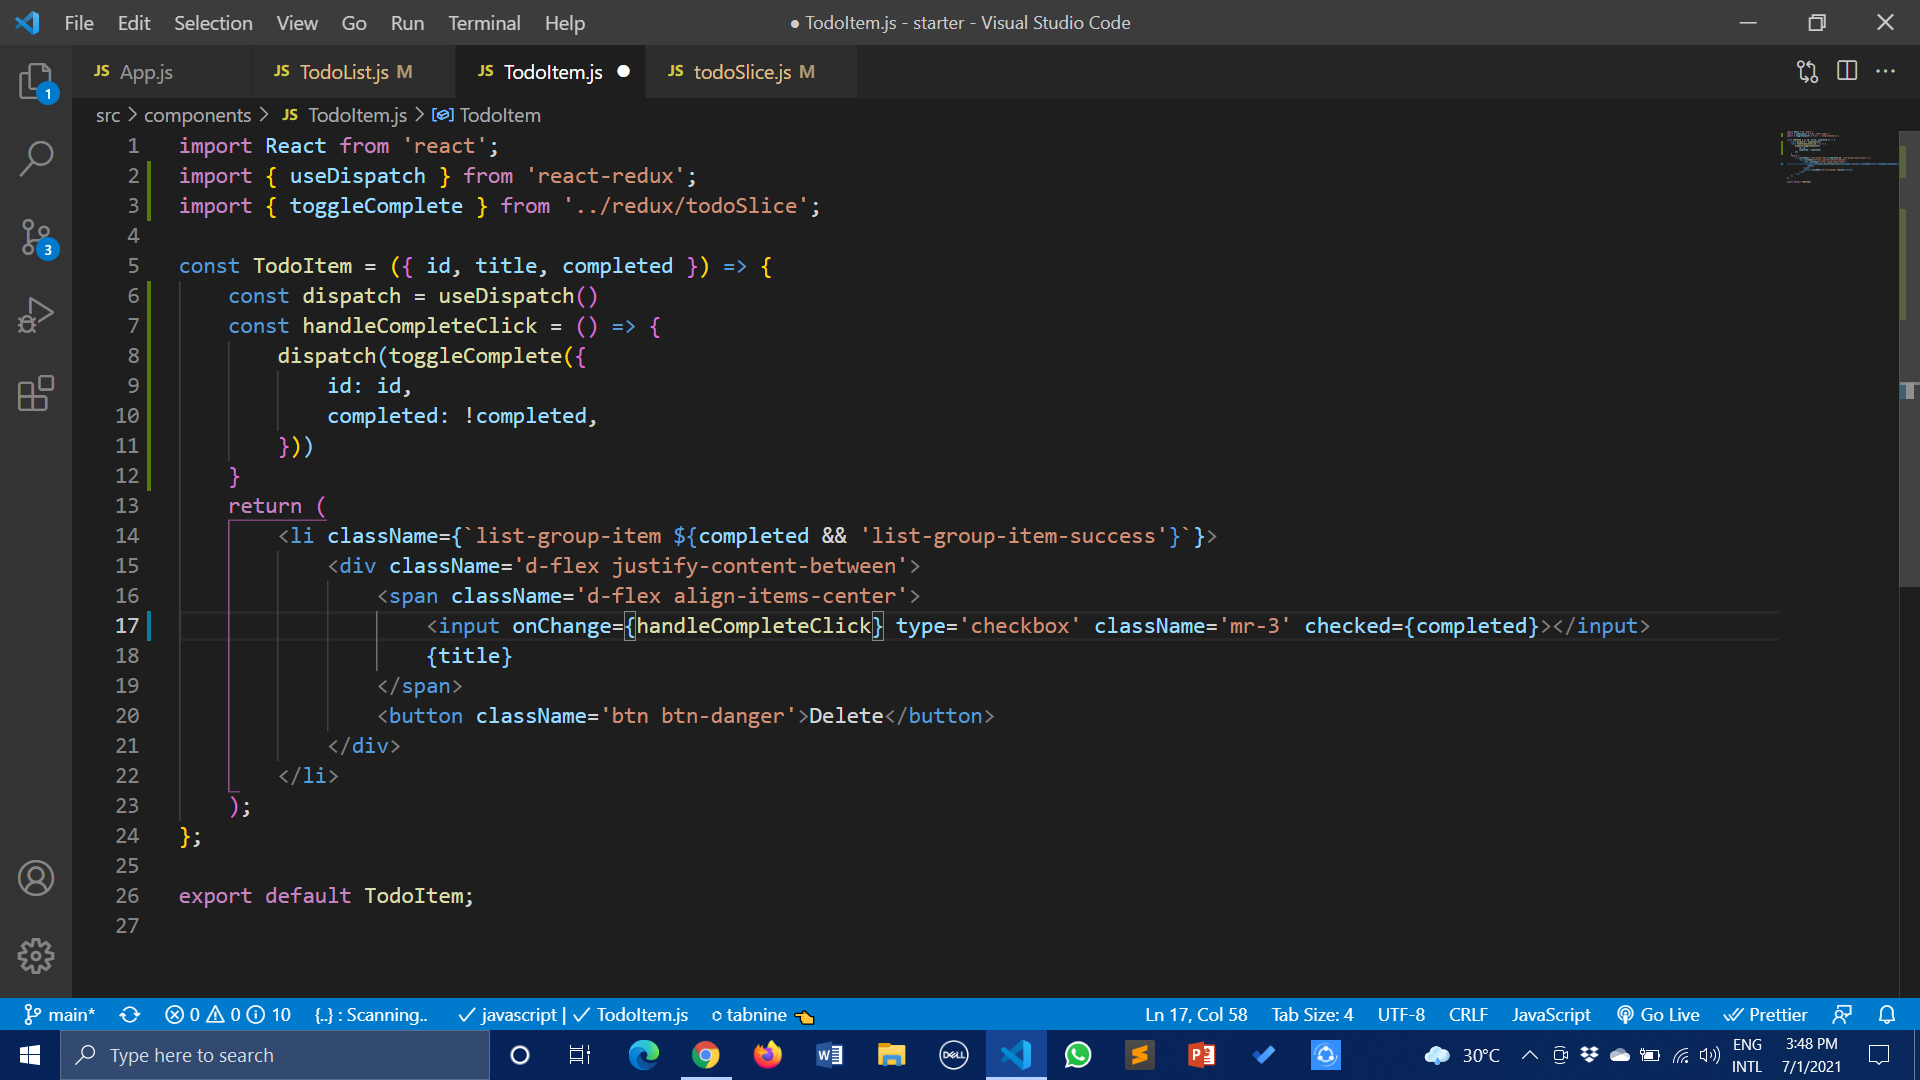 File Edit Selection View Go Run Terminal Help
● TodoItem.js - starter - Visual Studio Code
JS App.js
JS TodoList.js M
JS TodoItem.js ●
JS todoSlice.js M
src > components > JS TodoItem.js > TodoItem
1 import React from 'react';
2 import { useDispatch } from 'react-redux';
3 import { toggleComplete } from '../redux/todoSlice';
4
5 const TodoItem = ({ id, title, completed }) => {
6 const dispatch = useDispatch()
7 const handleCompleteClick = () => {
8 dispatch(toggleComplete({
9 id: id,
10 completed: !completed,
11 }))
12 }
13 return (
14 <li className={`list-group-item ${completed && 'list-group-item-success'}`}>
15 <div className='d-flex justify-content-between'>
16 <span className='d-flex align-items-center'>
17 <input onChange={handleCompleteClick} type='checkbox' className='mr-3' checked={completed}></input>
18 {title}
19 </span>
20 <button className='btn btn-danger'>Delete</button>
21 </div>
22 </li>
23 );
24 };
25
26 export default TodoItem;
27
1
3
main* 0 0 10 {..} : Scanning.. ✓ javascript | ✓ TodoItem.js tabnine 👈 Ln 17, Col 58 Tab Size: 4 UTF-8 CRLF JavaScript Go Live Prettier
Type here to search
DELL
30°C
ENG
INTL
3:48 PM
7/1/2021